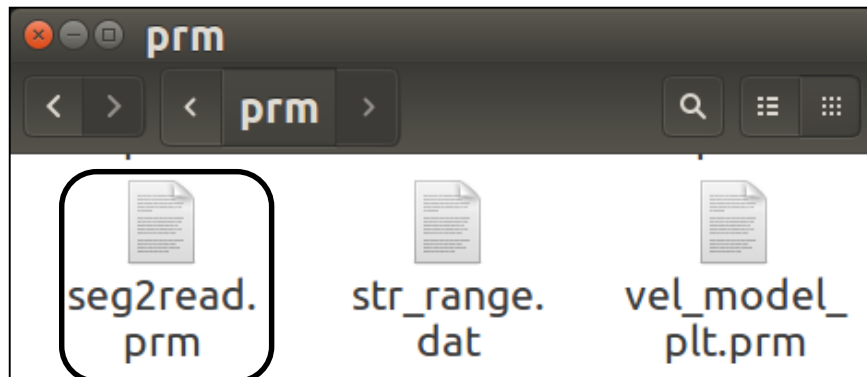 prm
prm
seg2read.
prm
str_range.
dat
vel_model_
plt.prm